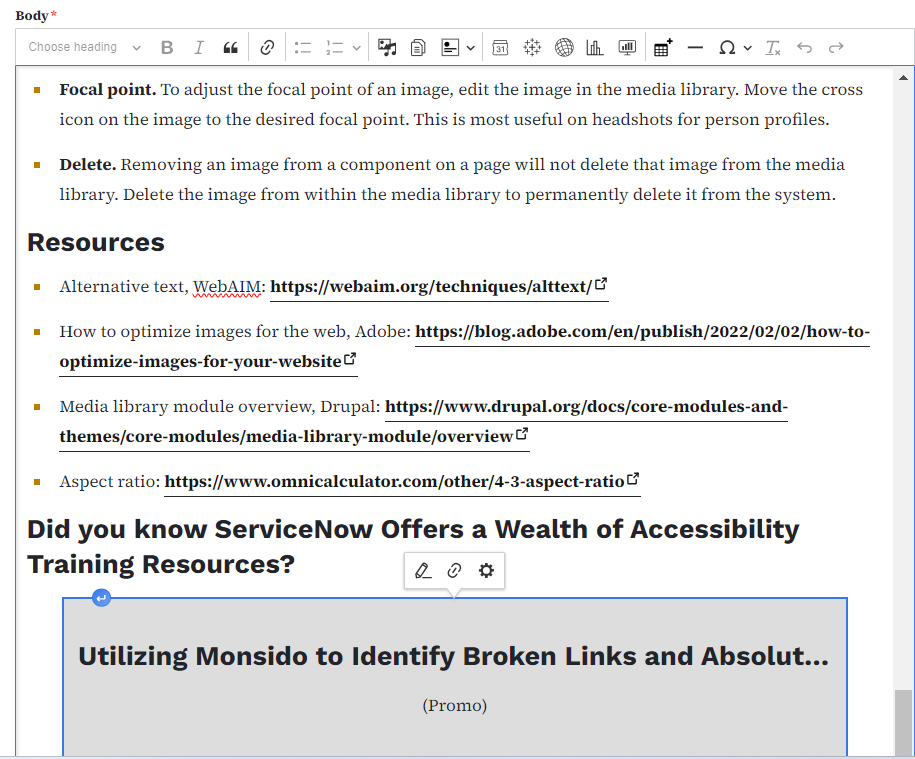 Body*
Choose heading B I
31 Ω Tx
Focal point. To adjust the focal point of an image, edit the image in the media library. Move the cross
icon on the image to the desired focal point. This is most useful on headshots for person profiles.
Delete. Removing an image from a component on a page will not delete that image from the media
library. Delete the image from within the media library to permanently delete it from the system.
Resources
Alternative text, WebAIM: https://webaim.org/techniques/alttext/
How to optimize images for the web, Adobe: https://blog.adobe.com/en/publish/2022/02/02/how-to-
optimize-images-for-your-website
Media library module overview, Drupal: https://www.drupal.org/docs/core-modules-and-
themes/core-modules/media-library-module/overview
Aspect ratio: https://www.omnicalculator.com/other/4-3-aspect-ratio
Did you know ServiceNow Offers a Wealth of Accessibility
Training Resources?
Utilizing Monsido to Identify Broken Links and Absolut...
(Promo)